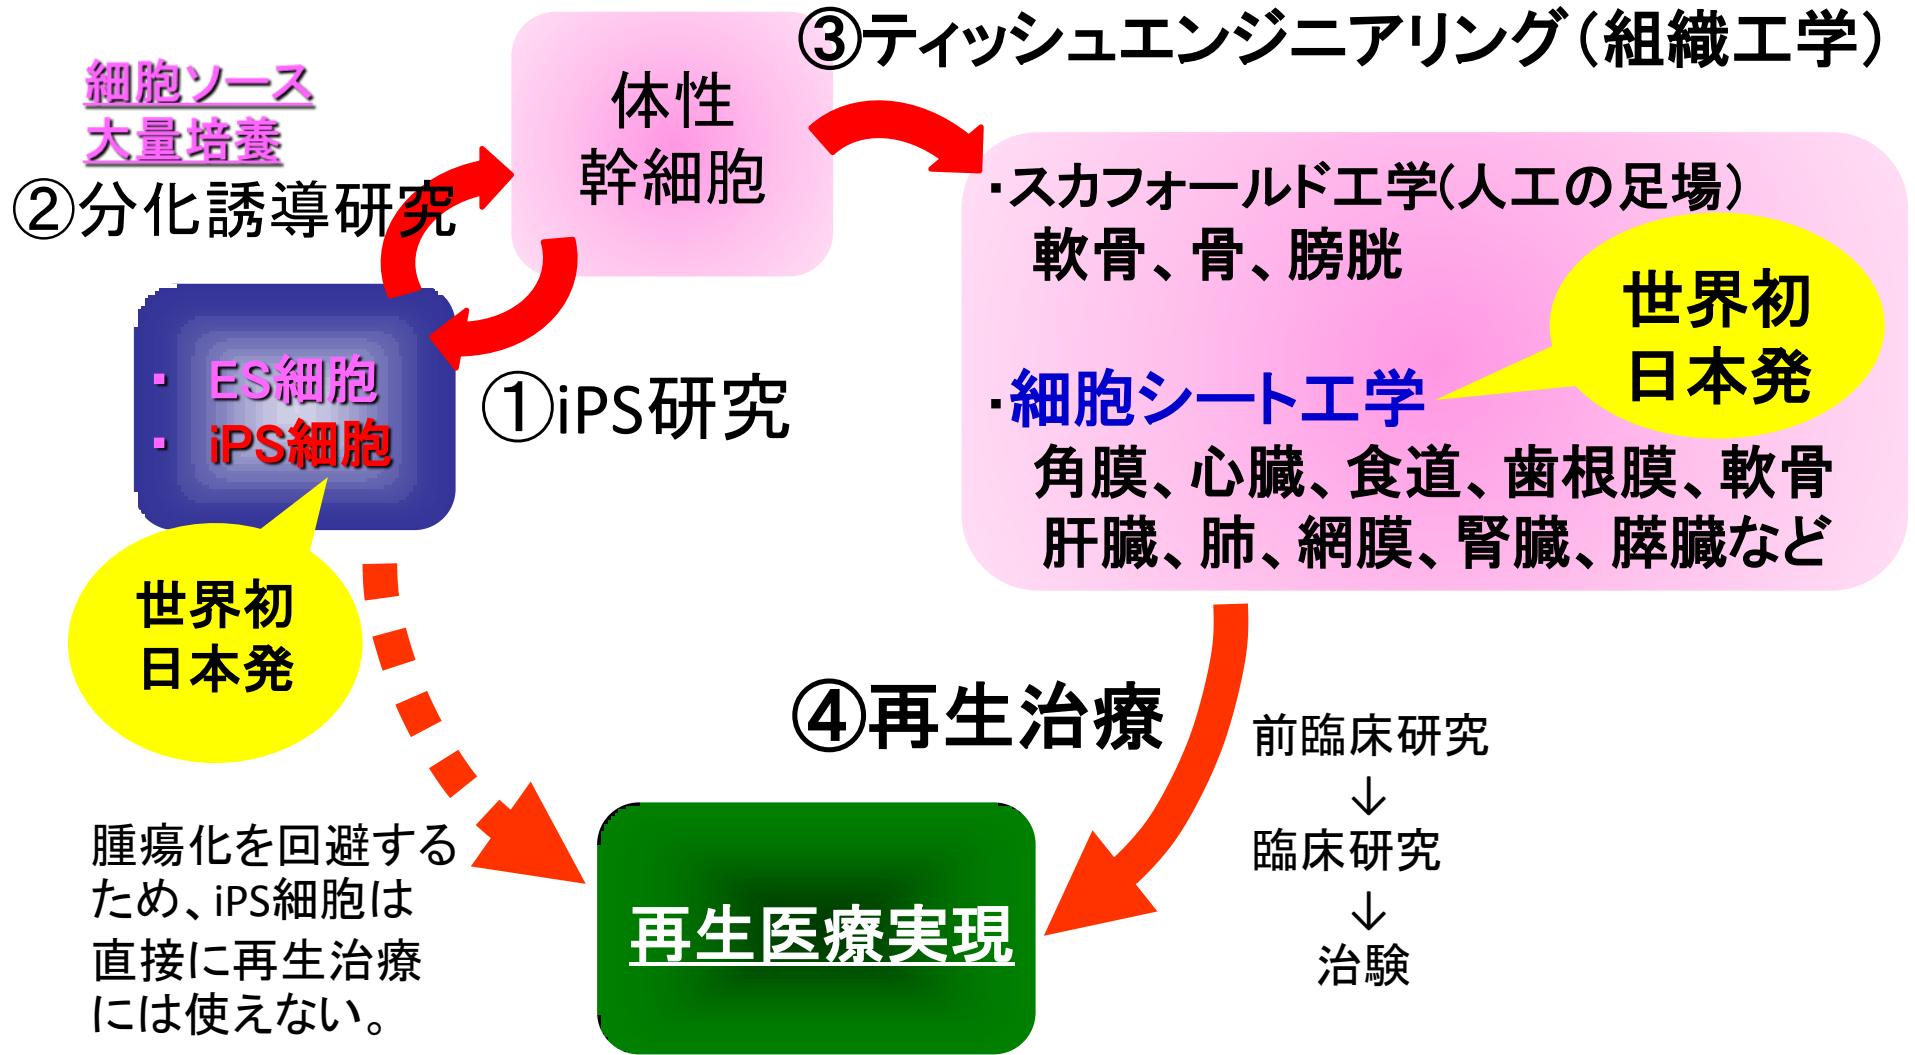 ③ティッシュエンジニアリング（組織工学）
細胞ソース
大量培養
②分化誘導研究
体性
幹細胞
・スカフォールド工学(人工の足場）
軟骨、骨、膀胱
世界初
日本発
・細胞シート工学
角膜、心臓、食道、歯根膜、軟骨
肝臓、肺、網膜、腎臓、膵臓など
・ ES細胞
・ iPS細胞
①iPS研究
世界初
日本発
④再生治療
前臨床研究
↓
臨床研究
↓
治験
腫瘍化を回避する
ため、iPS細胞は
直接に再生治療
には使えない。
再生医療実現